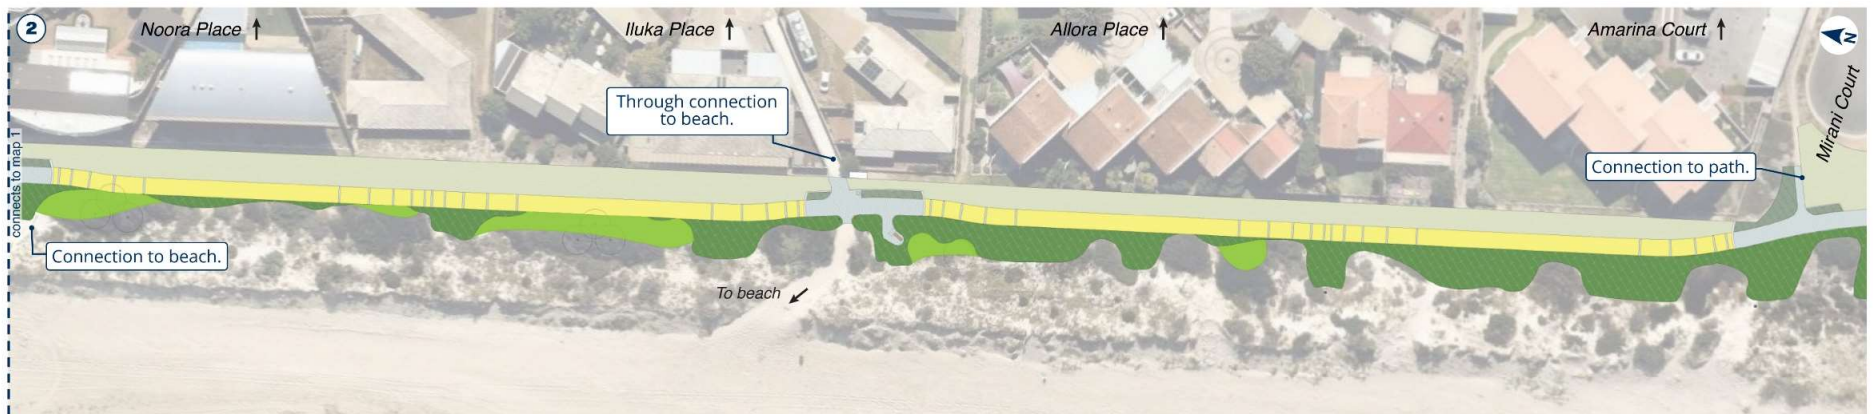 2
Noora Place
Iluka Place
Allora Place
Amarina Court
N
Mirani Court
Through connection
to beach.
Connection to path.
connects to map 1
Connection to beach.
To beach